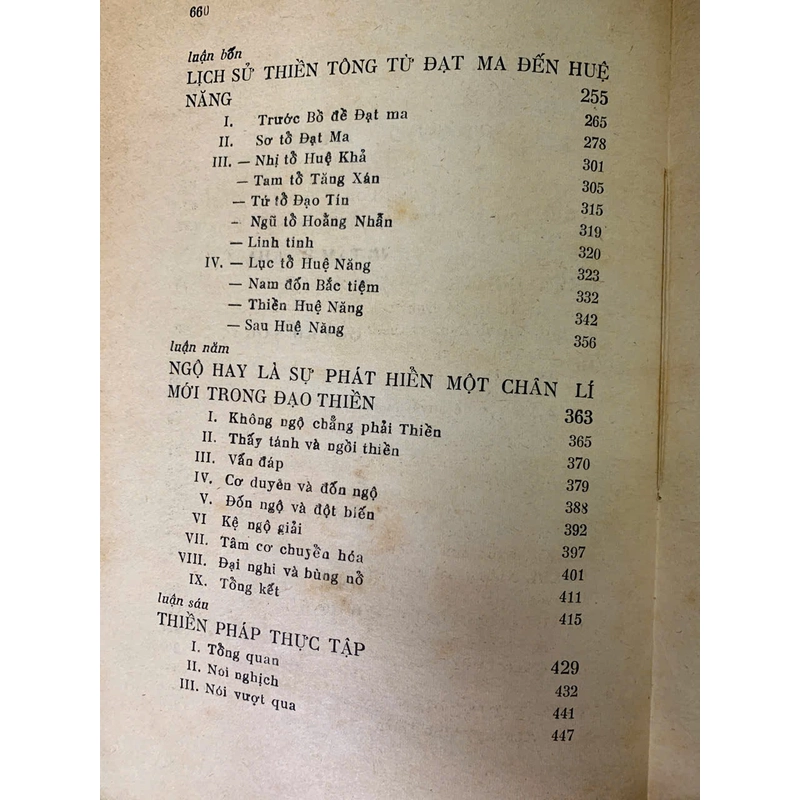 660
luận bốn
LỊCH SỬ THIỀN TÔNG TỪ ĐẠT MA ĐẾN HUỆ
NĂNG 255
I. Trước Bồ đề Đạt ma 265
II. Sơ tổ Đạt Ma 278
III. — Nhị tổ Huệ Khả 301
— Tam tổ Tăng Xán 305
— Tứ tổ Đạo Tín 315
— Ngũ tổ Hoằng Nhẫn 319
— Linh tinh 320
IV. — Lục tổ Huệ Năng 323
— Nam đốn Bắc tiệm 332
— Thiền Huệ Năng 342
— Sau Huệ Năng 356
luận năm
NGỘ HAY LÀ SỰ PHÁT HIỆN MỘT CHÂN LÍ
MỚI TRONG ĐẠO THIỀN 363
I. Không ngộ chẳng phải Thiền 365
II. Thấy tánh và ngồi thiền 370
III. Vấn đáp 379
IV. Cơ duyên và đốn ngộ 388
V. Đốn ngộ và đột biến 392
VI Kệ ngộ giải 397
VII. Tâm cơ chuyển hóa 401
VIII. Đại nghi và bùng nổ 411
IX. Tổng kết 415
luận sáu
THIỀN PHÁP THỰC TẬP 429
I. Tổng quan 432
II. Nói nghịch 441
III. Nói vượt qua 447